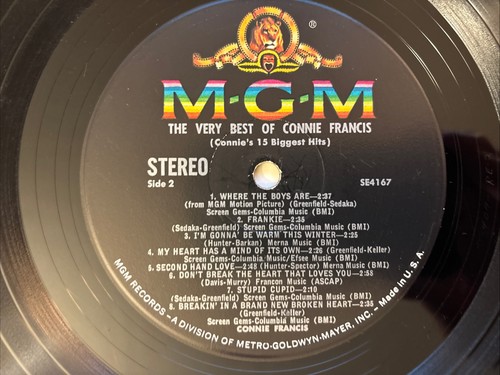 ®
M-G-M
THE VERY BEST OF CONNIE FRANCIS
(Connie's 15 Biggest Hits)
STEREO
Side 2
SE4167
1. WHERE THE BOYS ARE—2:37
(from MGM Motion Picture) (Greenfield-Sedaka)
Screen Gems-Columbia Music (BMI)
2. FRANKIE—2:35
(Sedaka-Greenfield) Screen Gems-Columbia Music (BMI)
3. I'M GONNA' BE WARM THIS WINTER—2:25
(Hunter-Barkan) Merna Music (BMI)
4. MY HEART HAS A MIND OF ITS OWN—2:26 (Greenfield-Keller)
Screen Gems-Columbia Music/Efsee Music (BMI)
5. SECOND HAND LOVE—2:48 (Hunter-Spector) Merna Music (BMI)
6. DON'T BREAK THE HEART THAT LOVES YOU—2:58
(Davis-Murry) Francon Music (ASCAP)
7. STUPID CUPID—2:10
(Sedaka-Greenfield) Screen Gems-Columbia Music (BMI)
8. BREAKIN' IN A BRAND NEW BROKEN HEART—2:35
(Greenfield-Keller)
Screen Gems-Columbia Music (BMI)
CONNIE FRANCIS
MGM RECORDS - A DIVISION OF METRO-GOLDWYN-MAYER, INC. - Made in U.S.A.